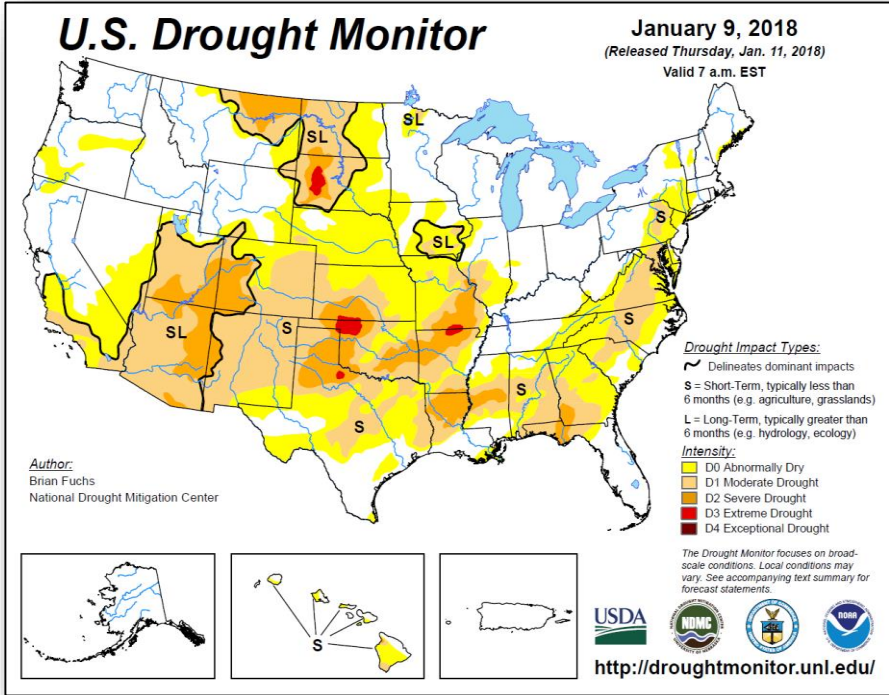 U.S. Drought Monitor
January 9, 2018
(Released Thursday, Jan. 11, 2018)
Valid 7 a.m. EST
SL
SL
SL
SL
S
S
S
S
S
Drought Impact Types:
Delineates dominant impacts
S = Short-Term, typically less than
6 months (e.g. agriculture, grasslands)
L = Long-Term, typically greater than
6 months (e.g. hydrology, ecology)
Intensity:
D0 Abnormally Dry
D1 Moderate Drought
D2 Severe Drought
D3 Extreme Drought
D4 Exceptional Drought
Author:
Brian Fuchs
National Drought Mitigation Center
The Drought Monitor focuses on broad-
scale conditions. Local conditions may
vary. See accompanying text summary for
forecast statements.
S
USDA
NDMC
NOAA
http://droughtmonitor.unl.edu/